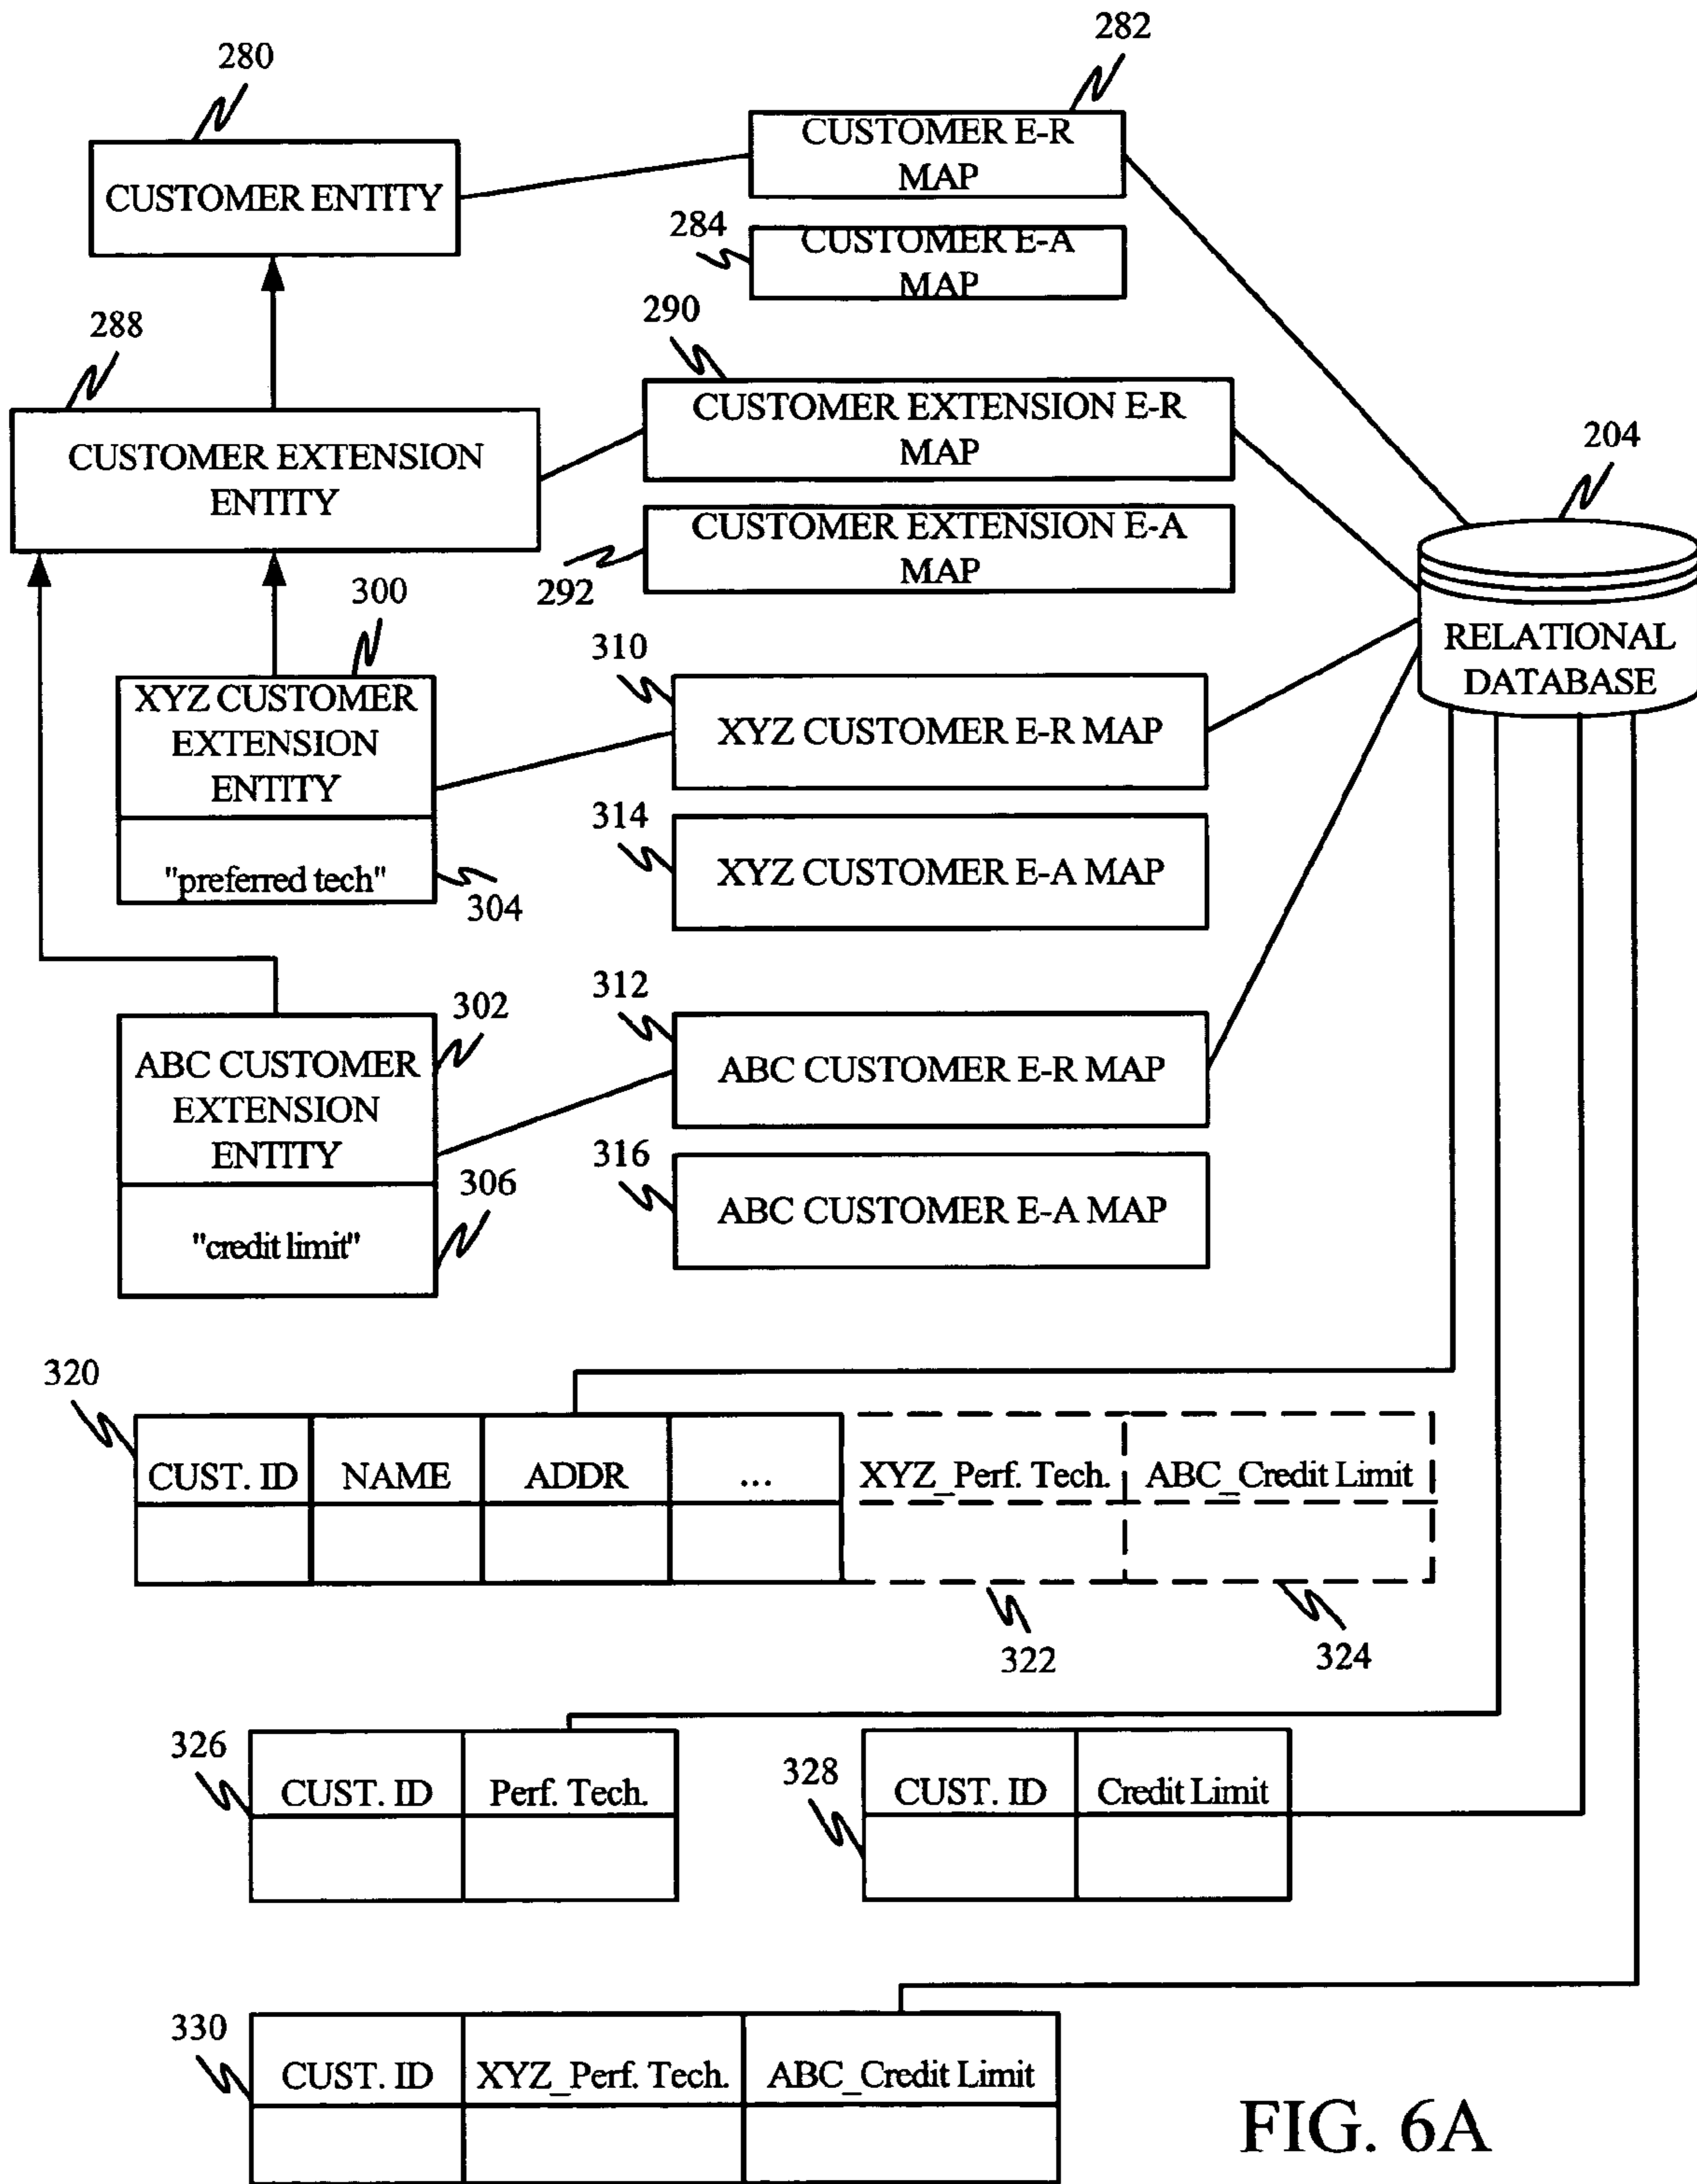 280
282
CUSTOMER ENTITY
CUSTOMER E-R
MAP
284
CUSTOMER E-A
MAP
288
290
CUSTOMER EXTENSION
ENTITY
CUSTOMER EXTENSION E-R
MAP
204
292
CUSTOMER EXTENSION E-A
MAP
RELATIONAL
DATABASE
300
XYZ CUSTOMER
EXTENSION
ENTITY
"preferred tech"
304
310
XYZ CUSTOMER E-R MAP
314
XYZ CUSTOMER E-A MAP
302
ABC CUSTOMER
EXTENSION
ENTITY
306
"credit limit"
312
ABC CUSTOMER E-R MAP
316
ABC CUSTOMER E-A MAP
320
CUST. ID NAME ADDR ... XYZ_Perf. Tech. ABC_Credit Limit
322
324
326
CUST. ID Perf. Tech.
328
CUST. ID Credit Limit
330
CUST. ID XYZ_Perf. Tech. ABC_Credit Limit
FIG. 6A